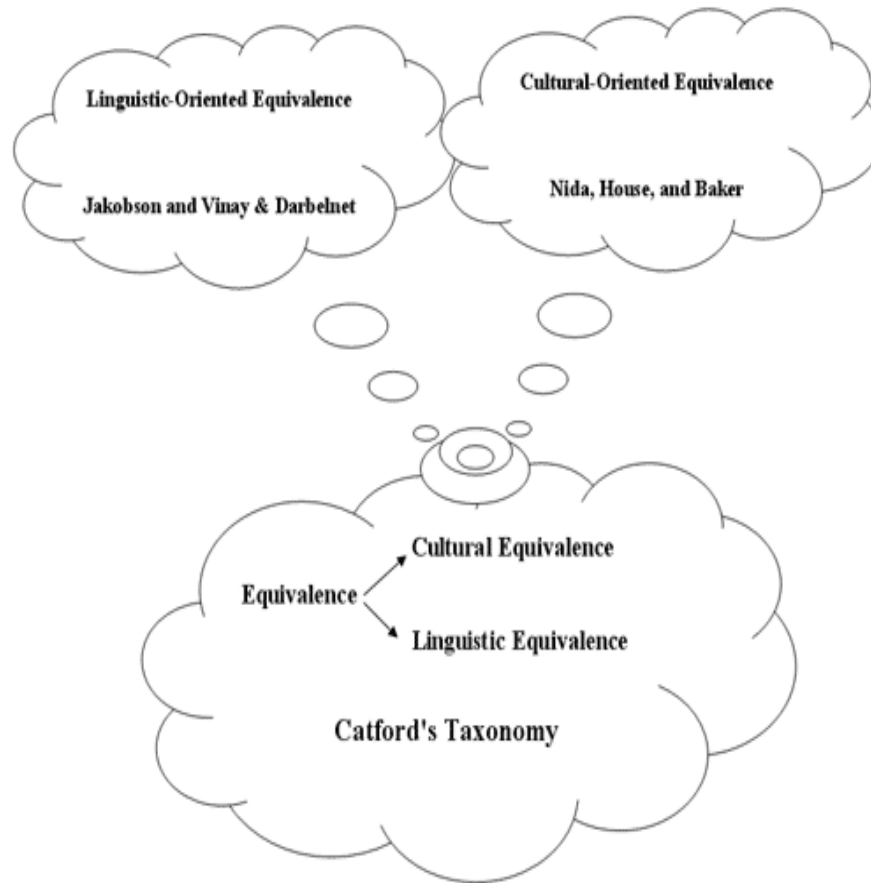 Linguistic-Oriented Equivalence
Jakobson and Vinay & Darbelnet
Cultural-Oriented Equivalence
Nida, House, and Baker
Cultural Equivalence
Equivalence
Linguistic Equivalence
Catford's Taxonomy